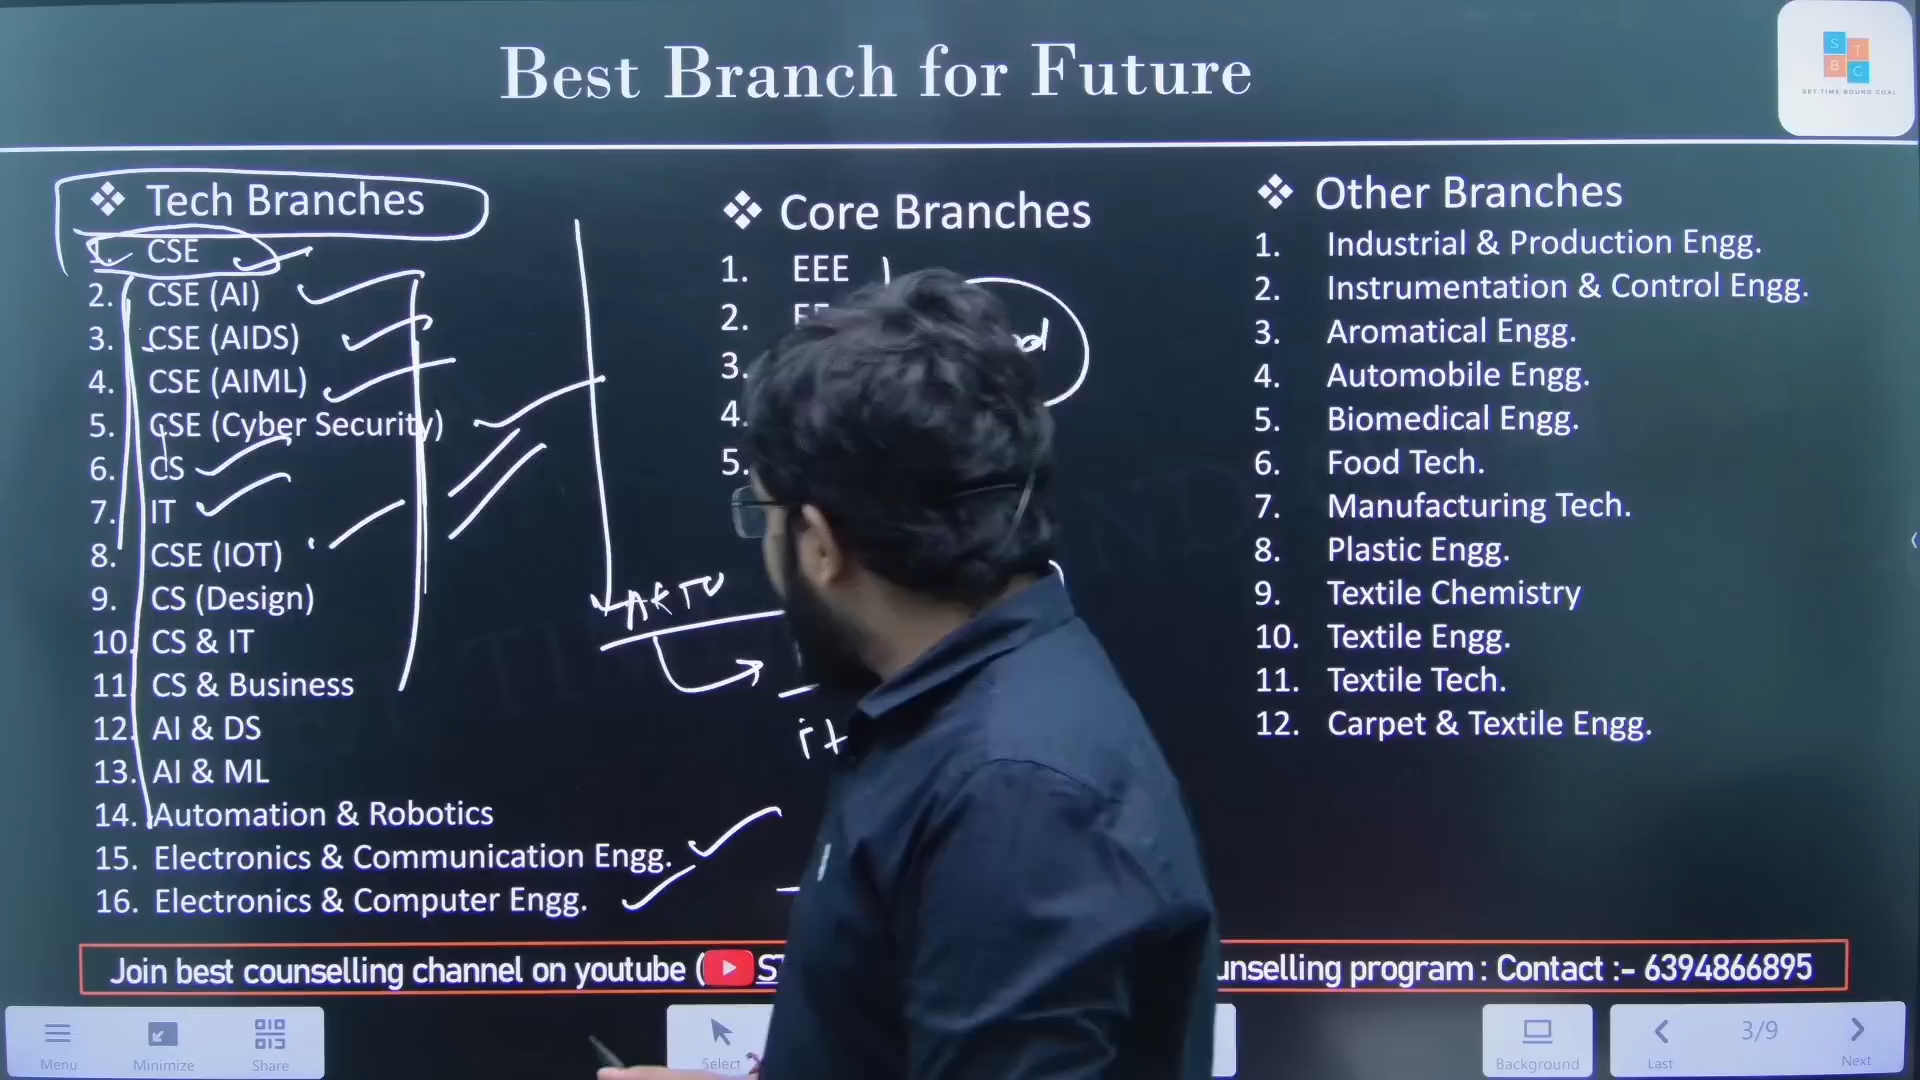 Best Branch for Future
S T
B G
SET TIME BOUND GOAL
❖ Tech Branches
1. CSE
2. CSE (AI)
3. CSE (AIDS)
4. CSE (AIML)
5. CSE (Cyber Security)
6. CS
7. IT
8. CSE (IOT)
9. CS (Design)
10. CS & IT
11. CS & Business
12. AI & DS
13. AI & ML
14. Automation & Robotics
15. Electronics & Communication Engg.
16. Electronics & Computer Engg.
AKTU
❖ Core Branches
1. EEE
2.
3.
4.
5.
❖ Other Branches
1. Industrial & Production Engg.
2. Instrumentation & Control Engg.
3. Aromatical Engg.
4. Automobile Engg.
5. Biomedical Engg.
6. Food Tech.
7. Manufacturing Tech.
8. Plastic Engg.
9. Textile Chemistry
10. Textile Engg.
11. Textile Tech.
12. Carpet & Textile Engg.
Join best counselling channel on youtube (
program : Contact :- 6394866895
Menu
Minimize
Share
Select
Background
Last
3/9
Next